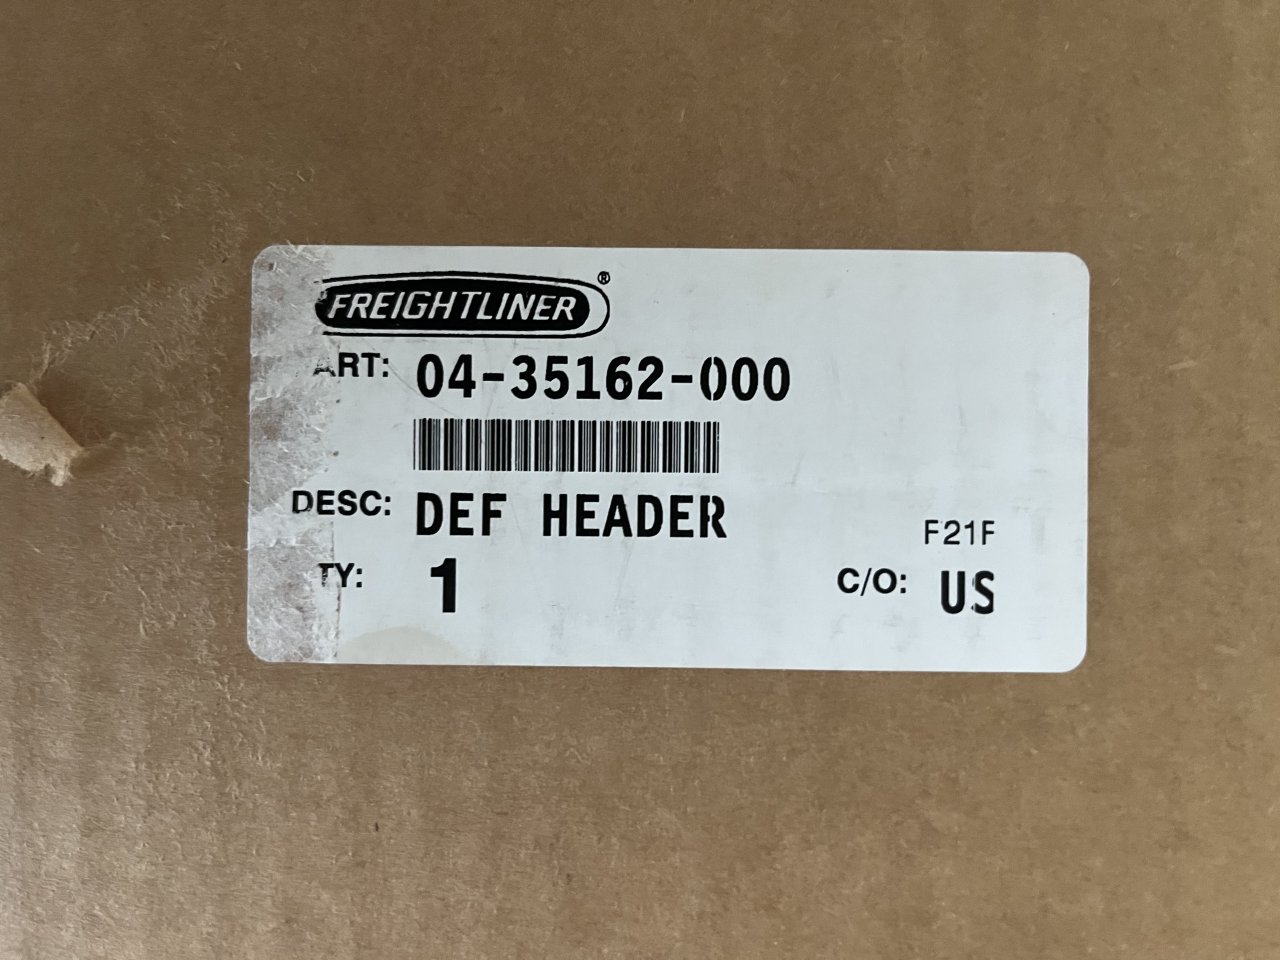 FREIGHTLINER®
ART: 04-35162-000
DESC: DEF HEADER
F21F
TY: 1
C/O: US